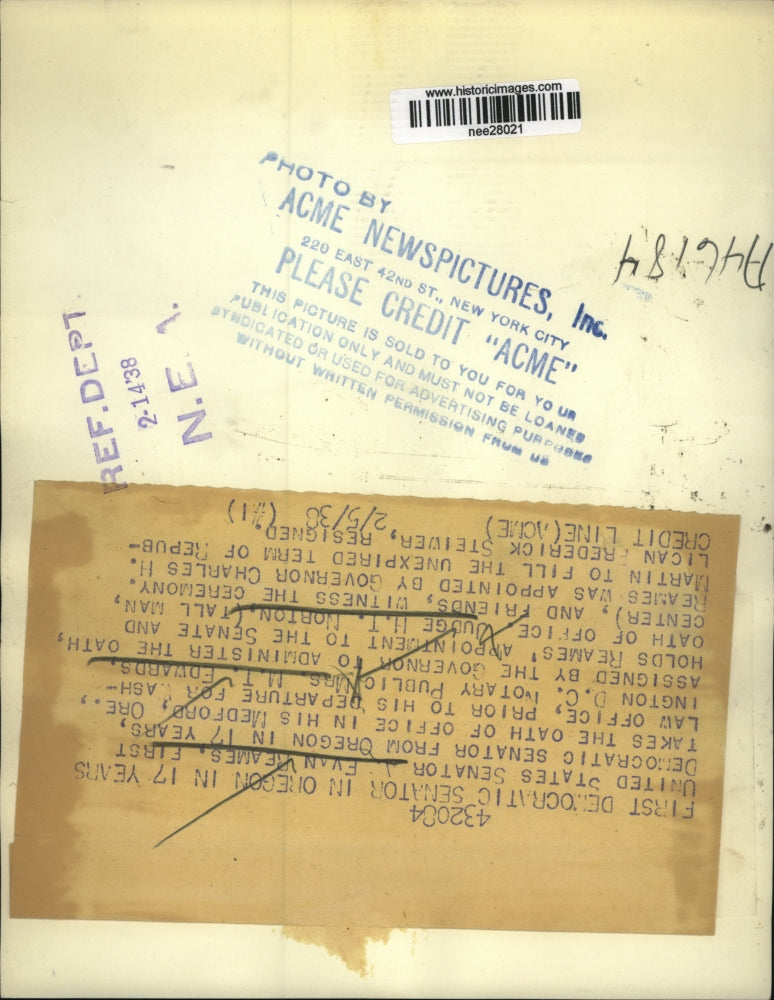 www.historicimages.com
nee28021
PHOTO BY
ACME NEWSPICTURES, Inc.
220 EAST 42ND ST., NEW YORK CITY
PLEASE CREDIT "ACME"
THIS PICTURE IS SOLD TO YOU FOR YOUR
PUBLICATION ONLY AND MUST NOT BE LOANED
SYNDICATED OR USED FOR ADVERTISING PURPOSES
WITHOUT WRITTEN PERMISSION FROM US
REF. DEPT
2-14-38
N.E.A.
432084
FIRST DEMOCRATIC SENATOR IN OREGON IN 17 YEARS
UNITED STATES SENATOR EVAN REAMES, FIRST
DEMOCRATIC SENATOR FROM OREGON IN 17 YEARS,
TAKES THE OATH OF OFFICE IN HIS MEDFORD, ORE.,
LAW OFFICE, PRIOR TO HIS DEPARTURE FOR WASH-
INGTON D.C. NOTARY PUBLIC MRS. M.T. EDWARDS,
ASSIGNED BY THE GOVERNOR TO ADMINISTER THE OATH,
HOLDS REAMES' APPOINTMENT TO THE SENATE AND
OATH OF OFFICE. JUDGE H.T. NORTON, (TALL MAN,
CENTER), AND FRIENDS, WITNESS THE CEREMONY.
REAMES WAS APPOINTED BY GOVERNOR CHARLES H.
MARTIN TO FILL THE UNEXPIRED TERM OF REPUB-
LICAN FREDERICK STEIWER, RESIGNED.
CREDIT LINE (ACME) 2/5/38 (#1)